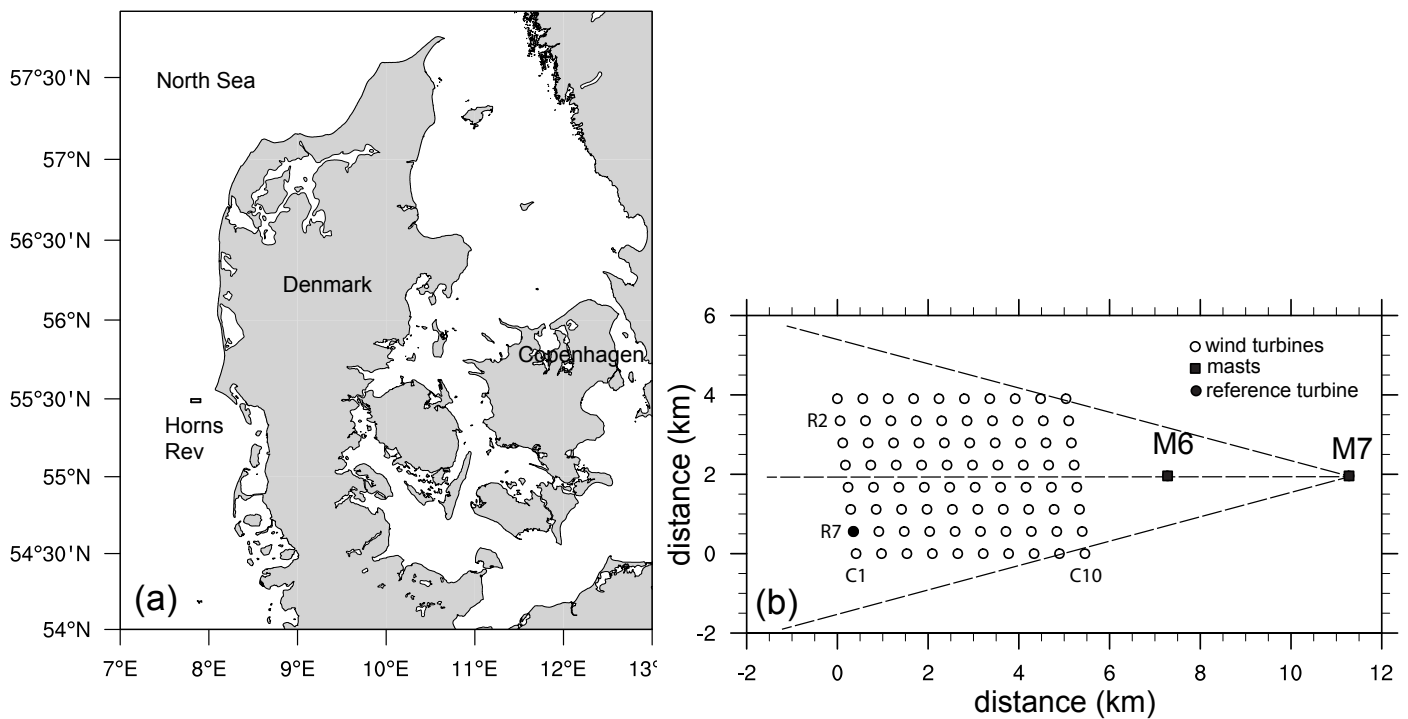 57°30'N
57°N
56°30'N
56°N
55°30'N
55°N
54°30'N
54°N
7°E
8°E
9°E
10°E
11°E
12°E
13°
North Sea
Denmark
Copenhagen
Horns
Rev
(a)
6
4
2
0
-2
-2
0
2
4
6
8
10
12
distance (km)
distance (km)
wind turbines
masts
reference turbine
R2
R7
C1
C10
M6
M7
(b)